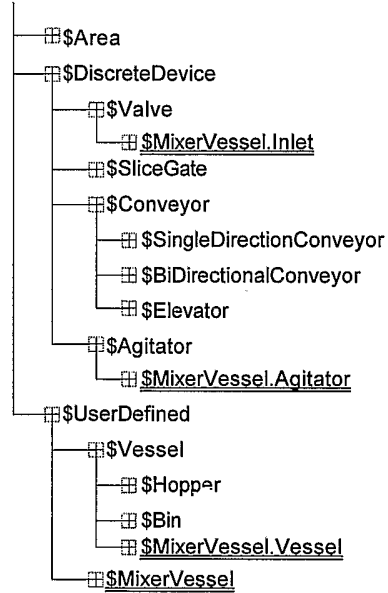 $Area
$DiscreteDevice
$Valve
$MixerVessel.Inlet
$SliceGate
$Conveyor
$SingleDirectionConveyor
$BiDirectionalConveyor
$Elevator
$Agitator
$MixerVessel.Agitator
$UserDefined
$Vessel
$Hopper
$Bin
$MixerVessel.Vessel
$MixerVessel